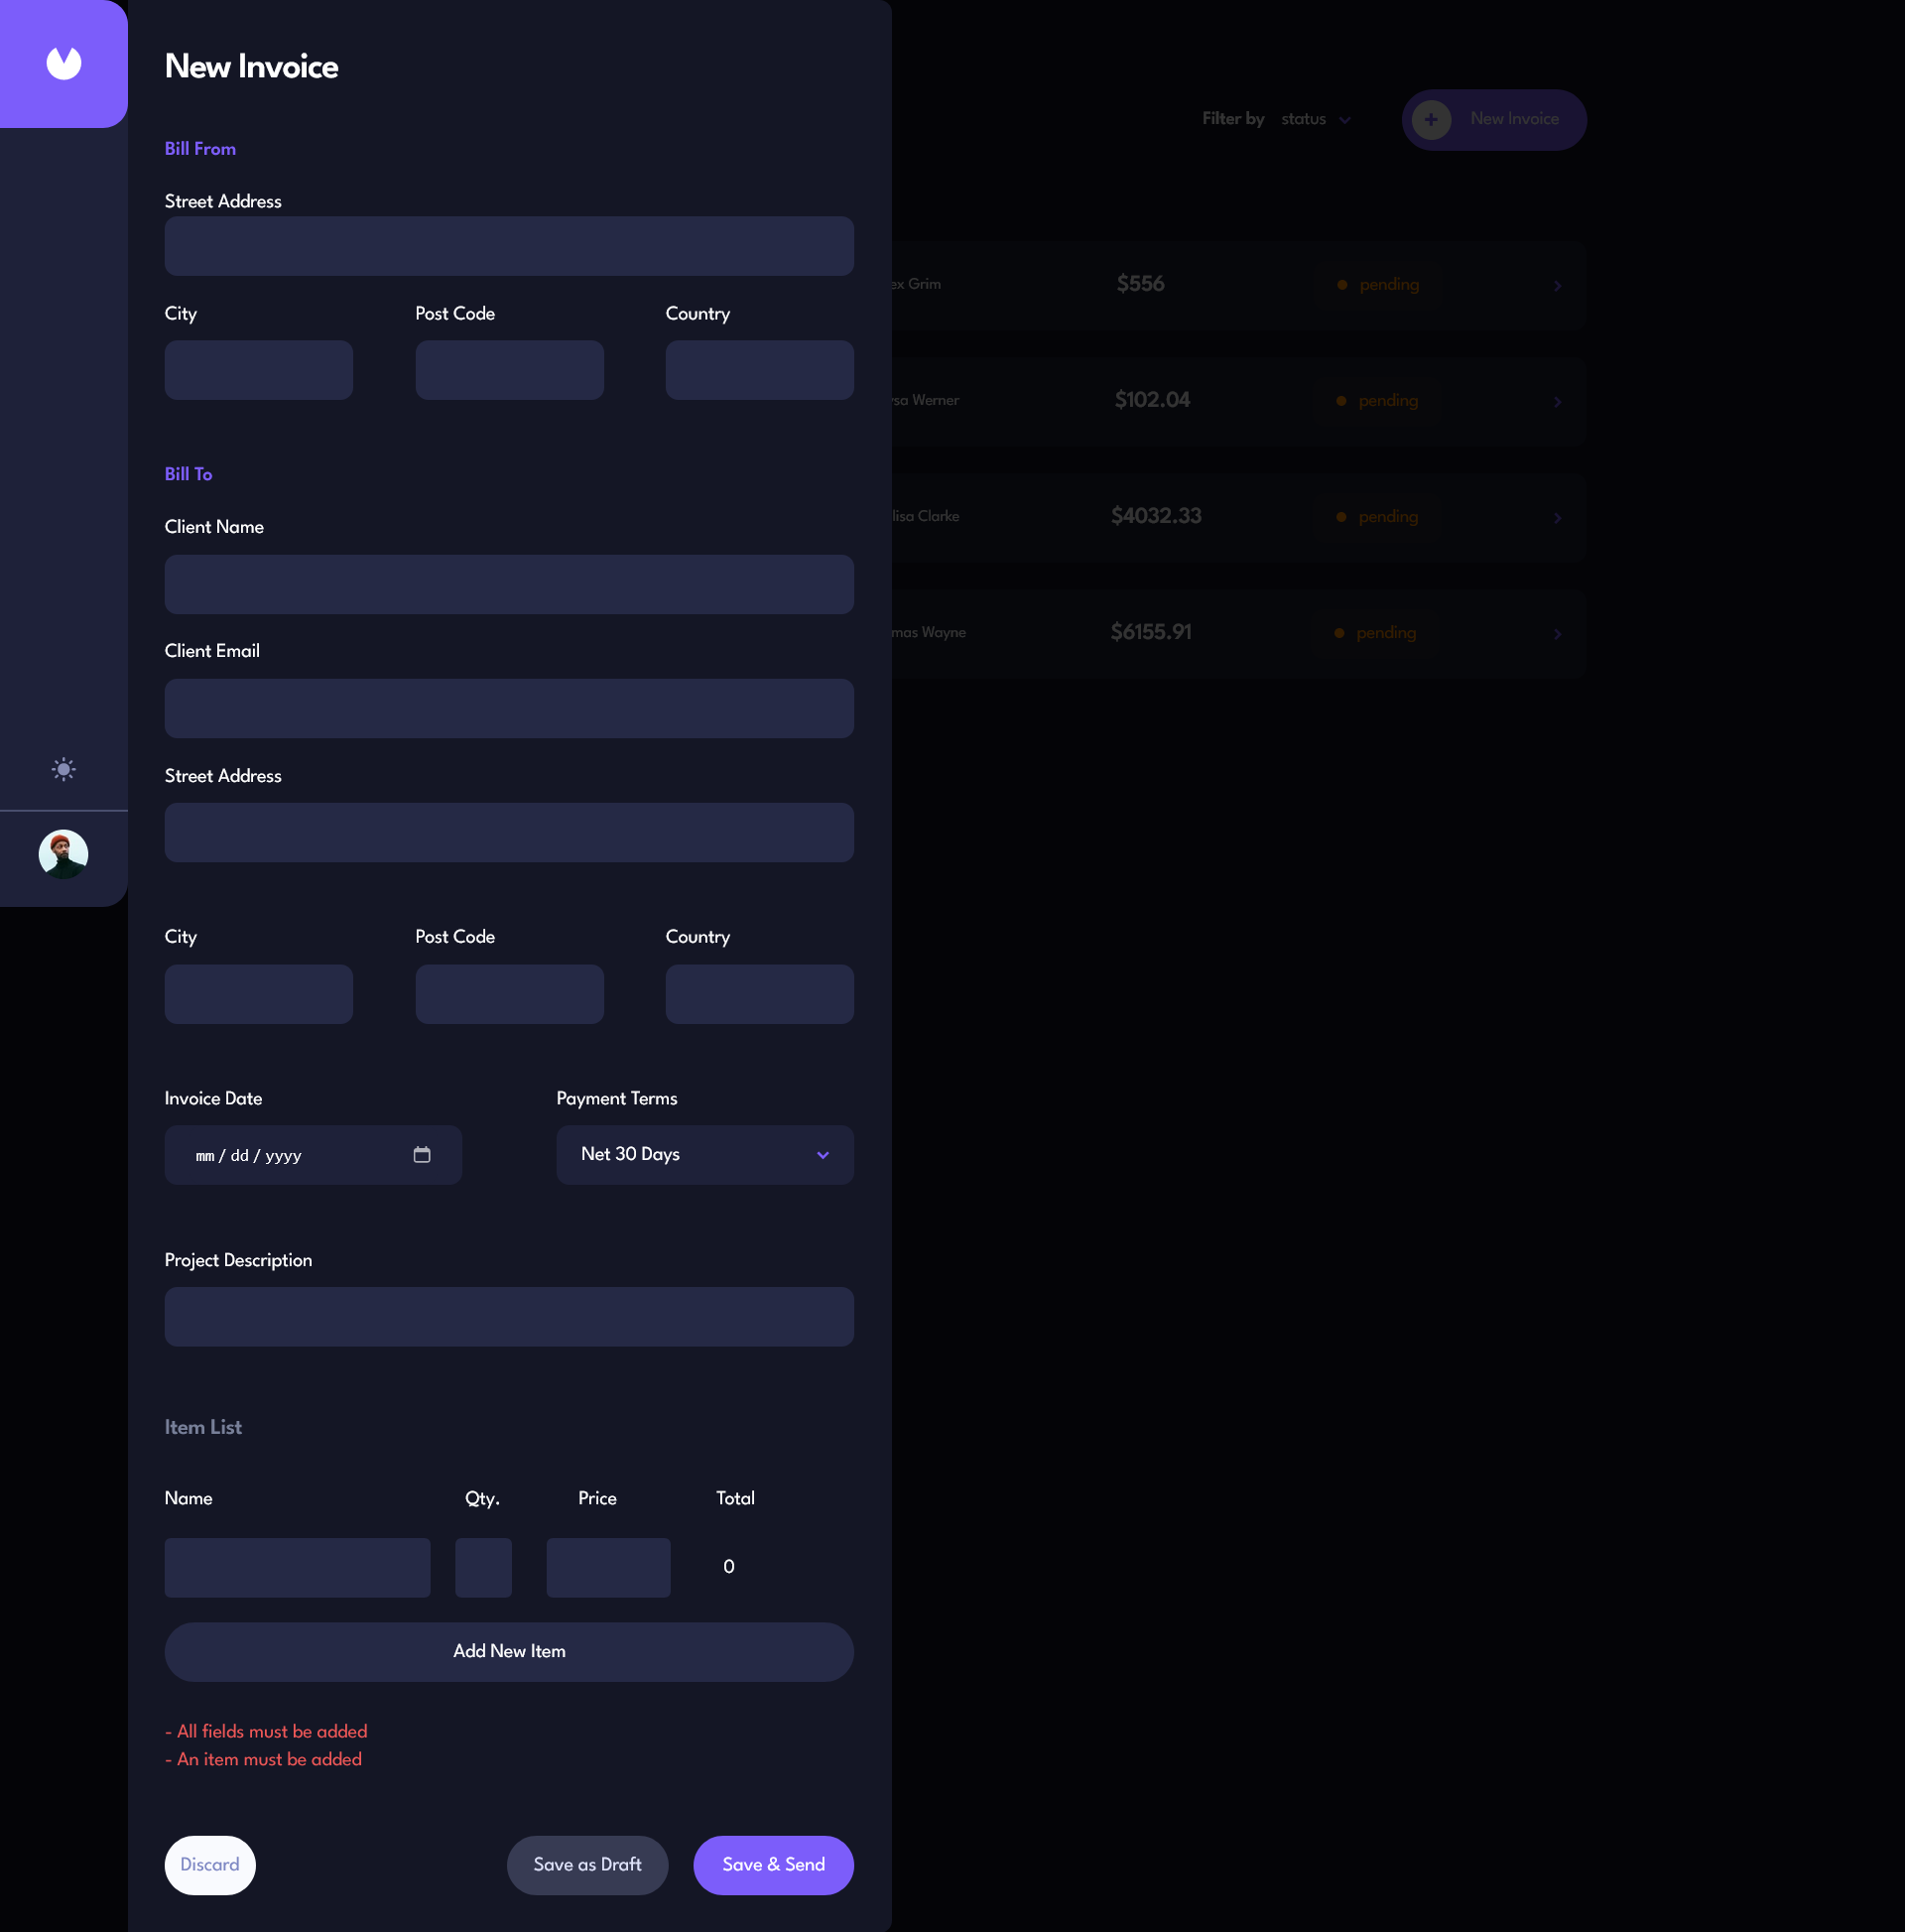 New Invoice
Bill From
Street Address
City Post Code Country
Bill To
Client Name
Client Email
Street Address
City Post Code Country
Invoice Date Payment Terms
mm / dd / yyyy Net 30 Days
Project Description
Item List
Name Qty. Price Total
0
Add New Item
- All fields must be added
- An item must be added
Discard Save as Draft Save & Send
Filter by status New Invoice
Grim $556 pending
Werner $102.04 pending
Clarke $4032.33 pending
Wayne $6155.91 pending